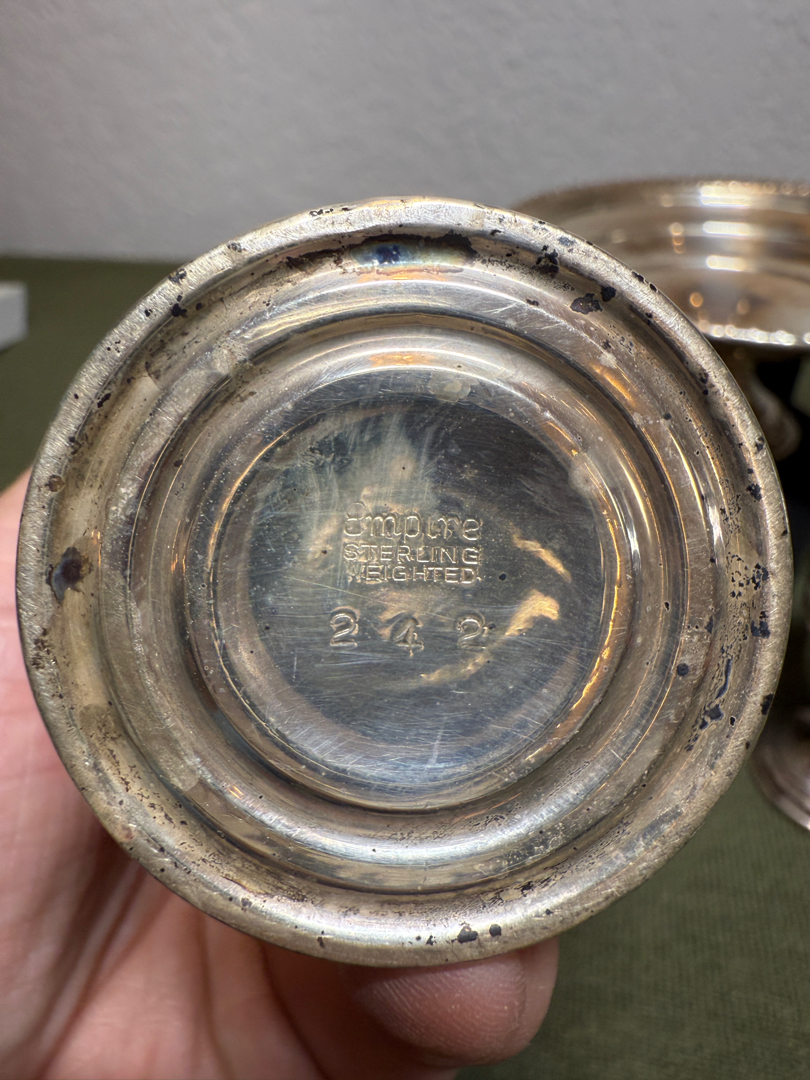 Empire
STERLING
WEIGHTED
242